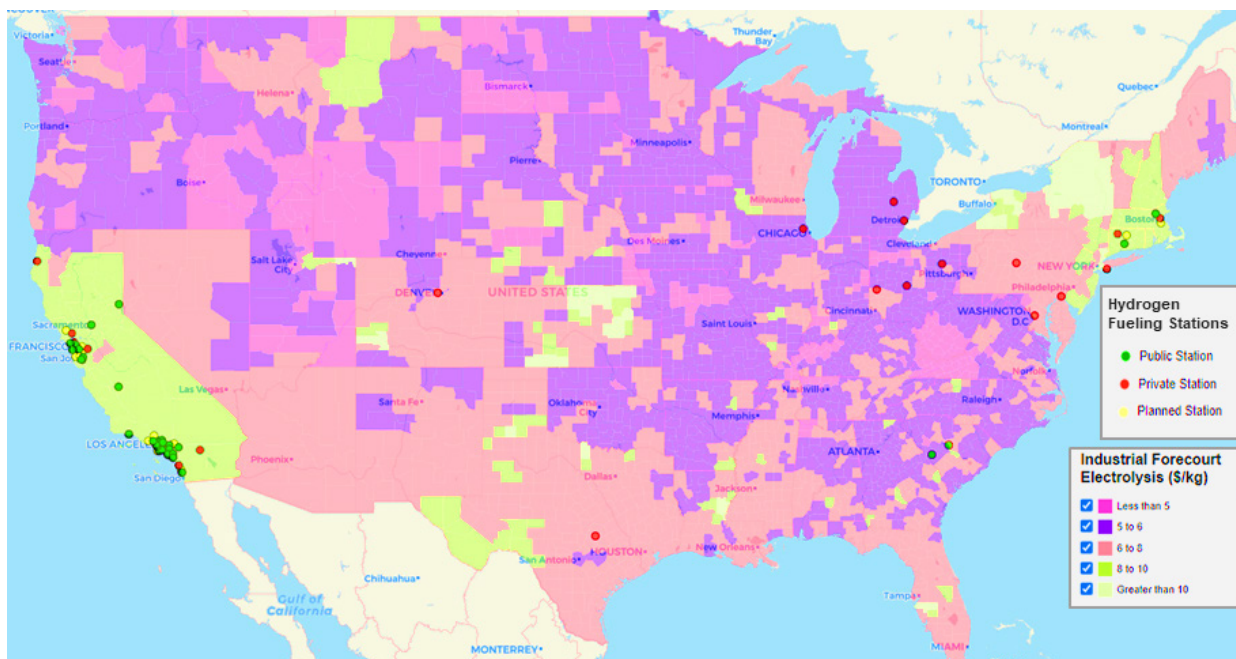 Victoria
Seattle
Thunder
Bay
Quebec
Helena
Bismarck
Montreal
Portland
Minneapolis
Pierre
TORONTO
Boise
Milwaukee
Buffalo
Boston
Detroit
CHICAGO
Des Moines
Cleveland
Cheyenne
Salt Lake
City
Pittsburgh
NEW YORK
DENVER
UNITED STATES
Philadelphia
Cincinnati
WASHINGTON
D.C.
Sacramento
Saint Louis
FRANCISCO
San Jo
Norfolk
Las Vegas
Nashville
Santa Fe
Raleigh
Oklahoma
City
Memphis
LOS ANGELE
ATLANTA
Phoenix
San Diego
Dallas
Jackson
HOUSTON
New Orleans
San Antonio
Chihuahua
Gulf of
California
Tampa
MONTERREY
MIAMI
Hydrogen
Fueling Stations
Public Station
Private Station
Planned Station
Industrial Forecourt
Electrolysis ($/kg)
Less than 5
5 to 6
6 to 8
8 to 10
Greater than 10